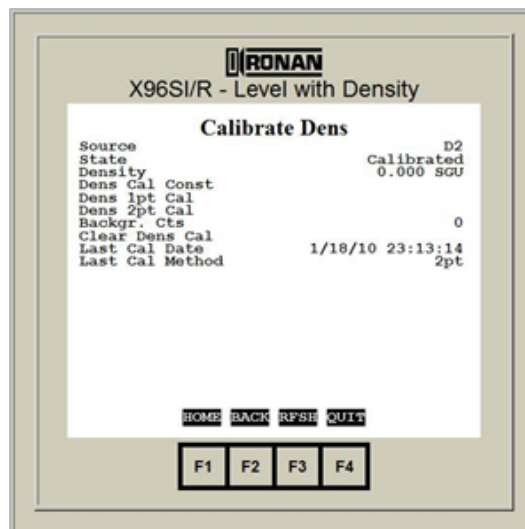 RONAN
X96SI/R - Level with Density
Calibrate Dens
Source D2
State Calibrated
Density 0.000 SGU
Dens Cal Const
Dens 1pt Cal
Dens 2pt Cal
Backgr. Cts 0
Clear Dens Cal
Last Cal Date 1/18/10 23:13:14
Last Cal Method 2pt
HOME BACK RFSH QUIT
F1 F2 F3 F4